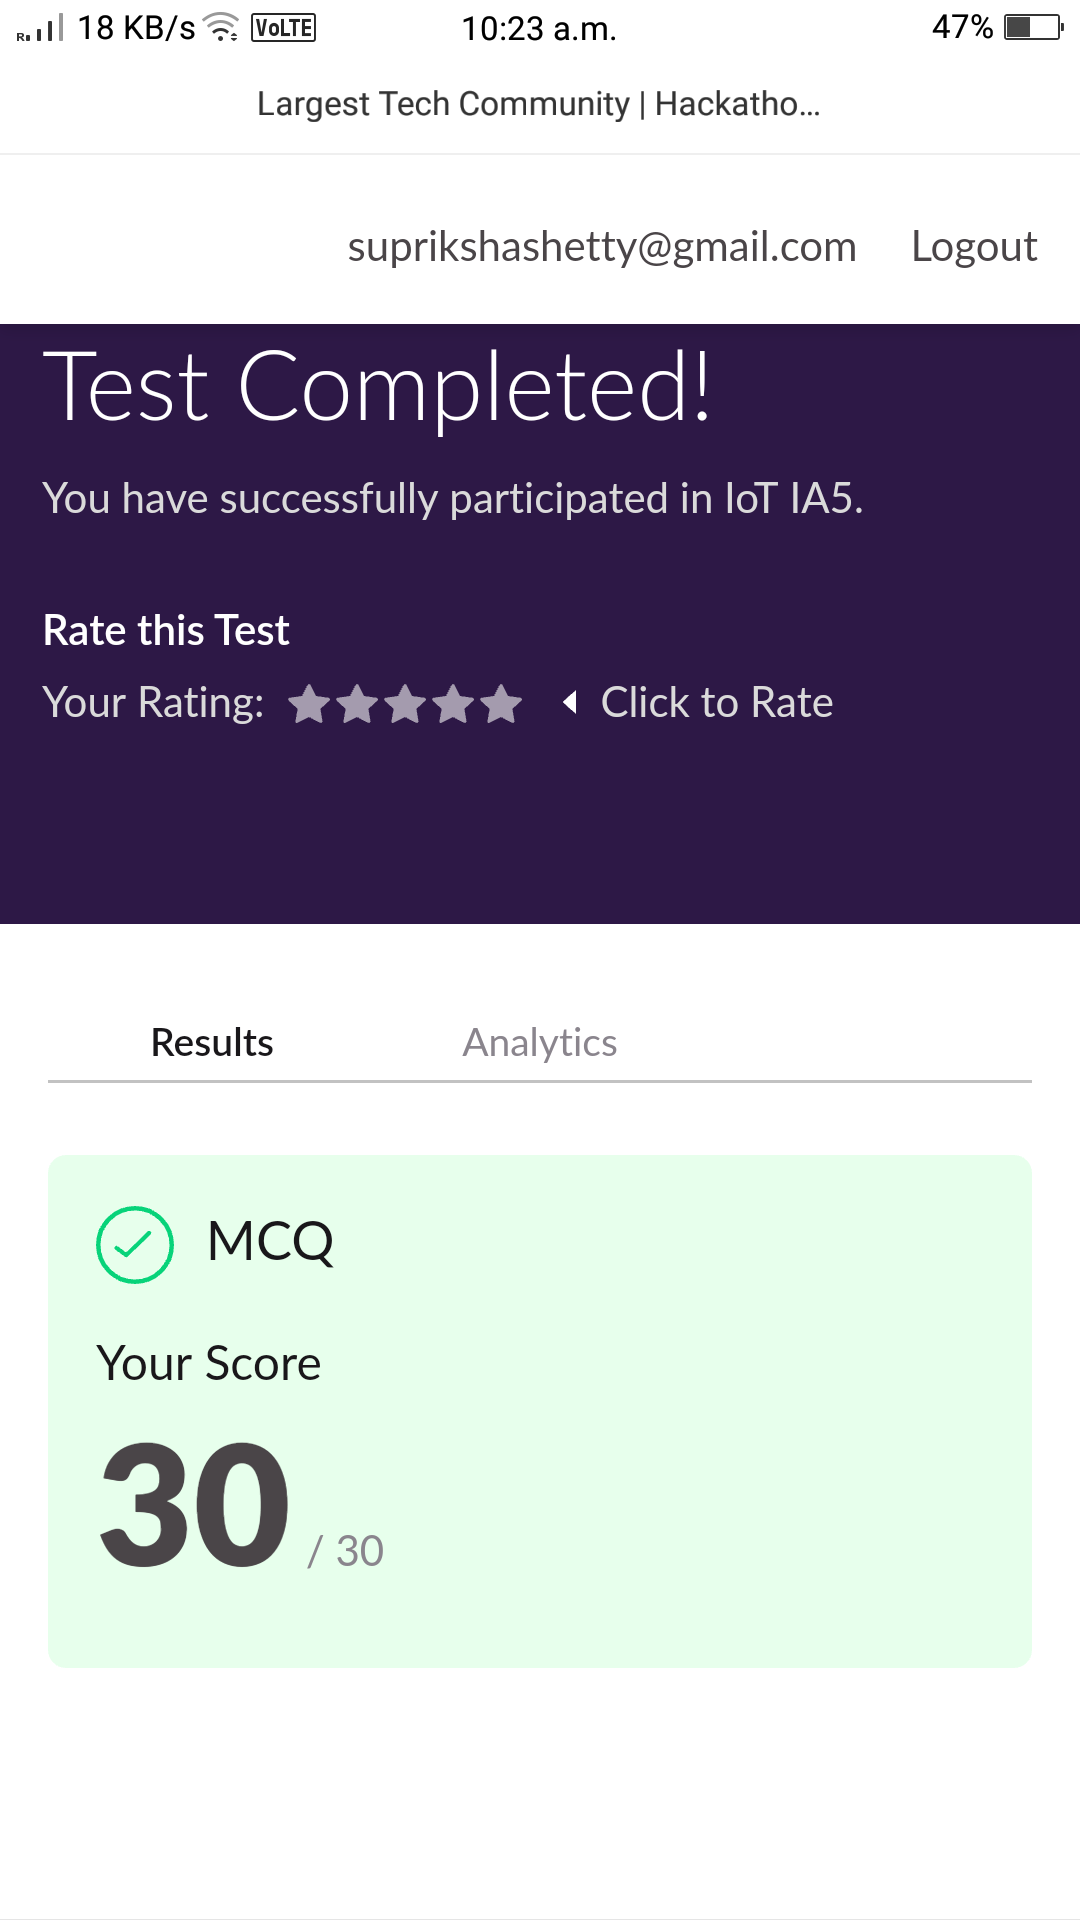 R 18 KB/s VoLTE 10:23 a.m. 47%
Largest Tech Community | Hackatho...
suprikshashetty@gmail.com Logout
Test Completed!
You have successfully participated in IoT IA5.
Rate this Test
Your Rating: Click to Rate
Results Analytics
MCQ
Your Score
30 / 30